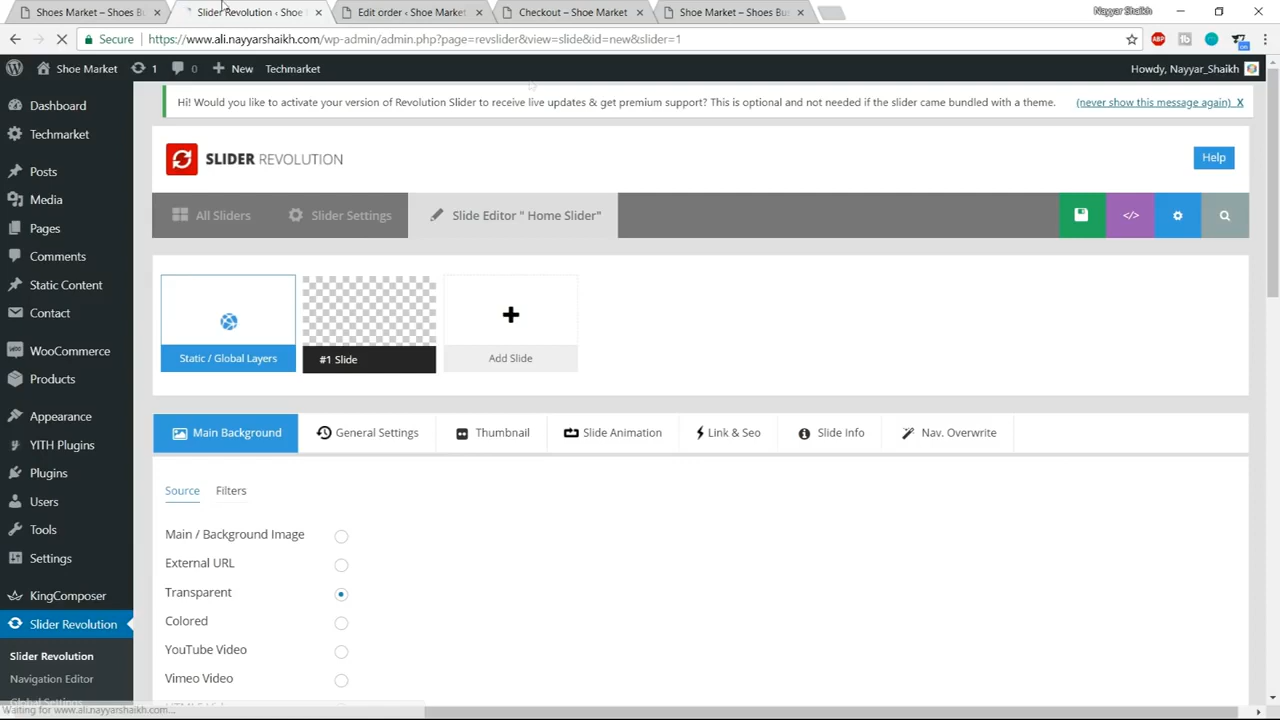 Shoes Market – Shoes Bu
Slider Revolution ‹ Shoe
Edit order ‹ Shoe Market
Checkout – Shoe Market
Shoe Market – Shoes Bu
Nayyar Shaikh
Secure
https://www.ali.nayyarshaikh.com/wp-admin/admin.php?page=revslider&view=slide&id=new&slider=1
Shoe Market
1
0
New
Techmarket
Howdy, Nayyar_Shaikh
Dashboard
Techmarket
Posts
Media
Pages
Comments
Static Content
Contact
WooCommerce
Products
Appearance
YITH Plugins
Plugins
Users
Tools
Settings
KingComposer
Slider Revolution
Slider Revolution
Navigation Editor
Global Settings
Waiting for www.ali.nayyarshaikh.com...
Hi! Would you like to activate your version of Revolution Slider to receive live updates & get premium support? This is optional and not needed if the slider came bundled with a theme.
(never show this message again) X
SLIDER REVOLUTION
Help
All Sliders
Slider Settings
Slide Editor " Home Slider"
Static / Global Layers
#1 Slide
Add Slide
Main Background
General Settings
Thumbnail
Slide Animation
Link & Seo
Slide Info
Nav. Overwrite
Source
Filters
Main / Background Image
External URL
Transparent
Colored
YouTube Video
Vimeo Video